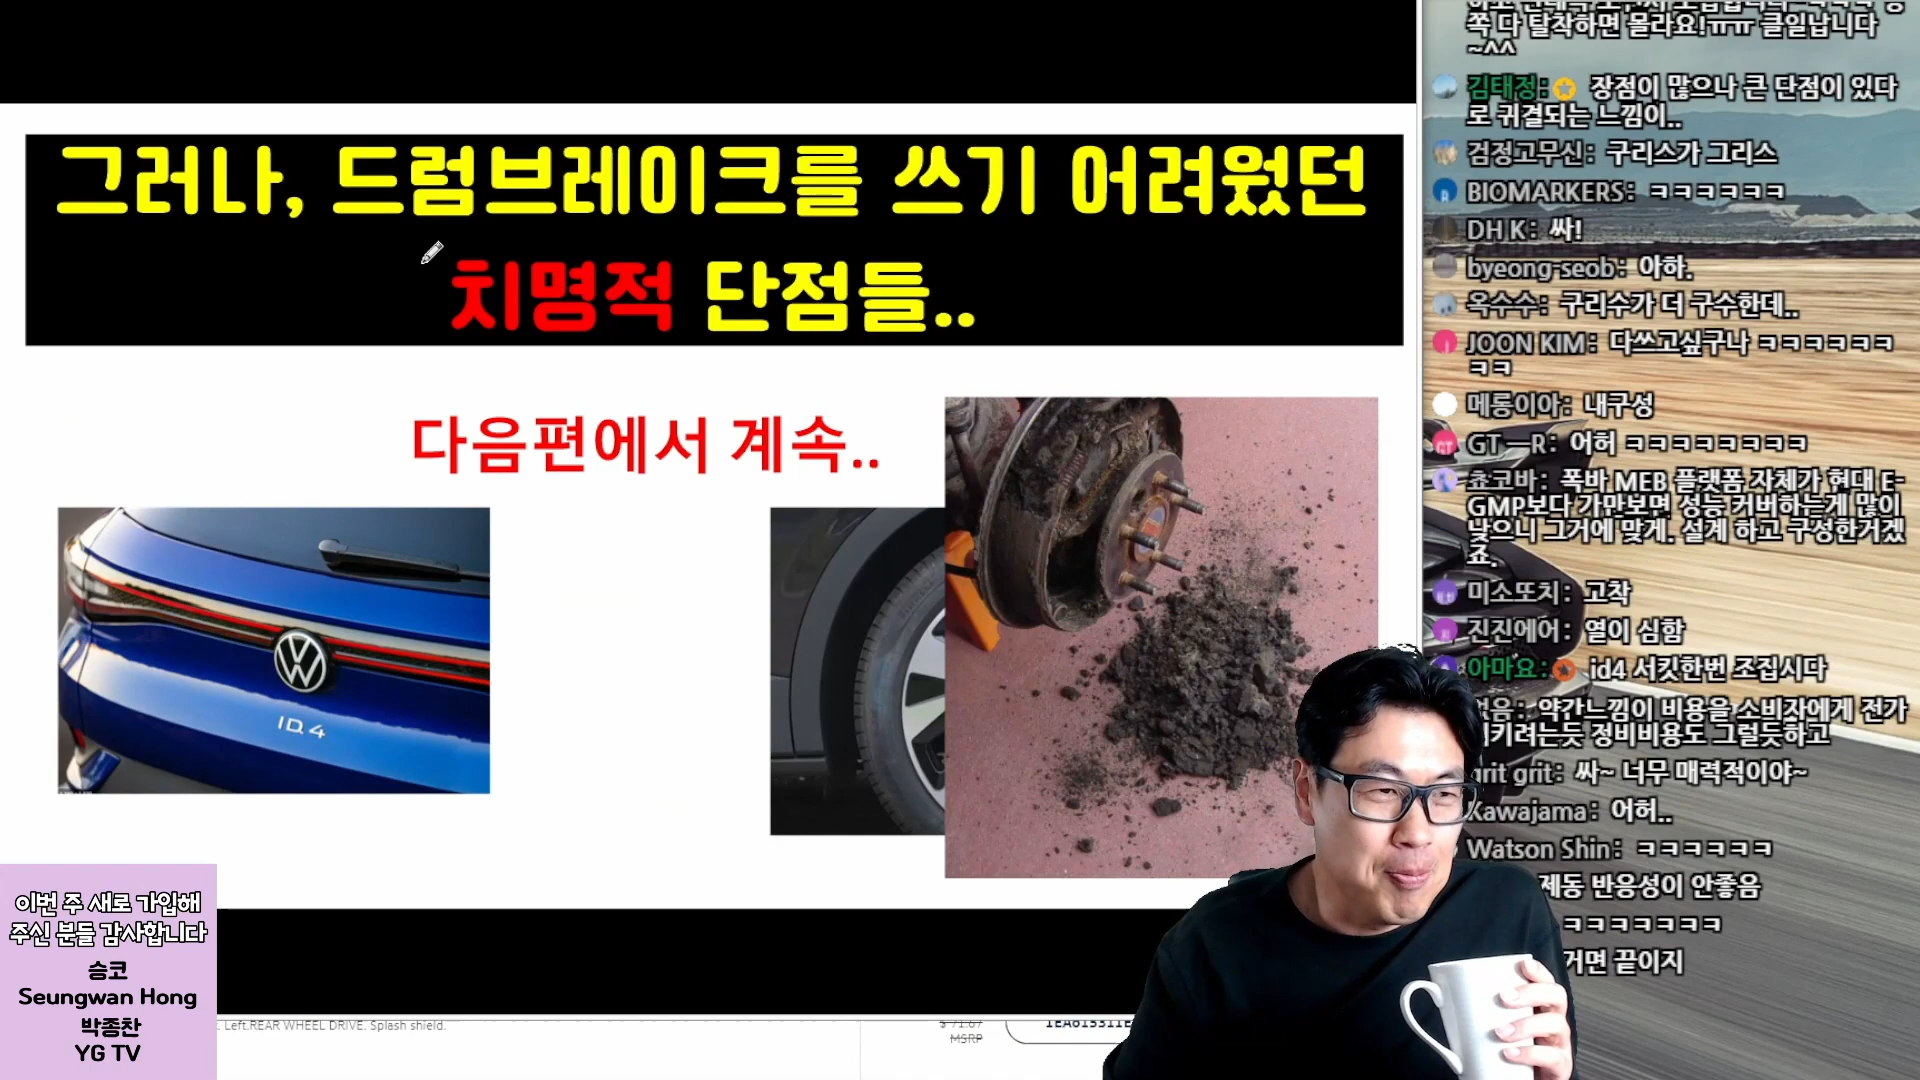 그러나, 드럼브레이크를 쓰기 어려웠던
치명적 단점들..
다음편에서 계속..
ID.4
이번 주 새로 가입해
주신 분들 감사합니다
승코
Seungwan Hong
박종찬
YG TV
Left.REAR WHEEL DRIVE. Splash shield.
$ 71.67
MSRP
쪽 다 탈착하면 몰라요!ㅠㅠ 클일납니다
~^^
김태정: 장점이 많으나 큰 단점이 있다
로 귀결되는 느낌이..
검정고무신: 구리스가 그리스
BIOMARKERS: ㅋㅋㅋㅋㅋㅋ
DH K: 싸!
byeong-seob: 아하.
옥수수: 구리수가 더 구수한데..
JOON KIM: 다쓰고싶구나 ㅋㅋㅋㅋㅋㅋ
ㅋㅋ
메롱이아: 내구성
GT —R: 어허 ㅋㅋㅋㅋㅋㅋㅋㅋ
쵸코바: 폭바 MEB 플랫폼 자체가 현대 E-
GMP보다 가만보면 성능 커버하는게 많이
낮으니 그거에 맞게. 설계 하고 구성한거겠
죠.
미소또치: 고착
진진에어: 열이 심함
아마요: id4 서킷한번 조집시다
없음: 약간느낌이 비용을 소비자에게 전가
키려는듯 정비비용도 그럴듯하고
grit grit: 싸~ 너무 매력적이야~
Kawajama: 어허..
Watson Shin: ㅋㅋㅋㅋㅋㅋ
제동 반응성이 안좋음
ㅋㅋㅋㅋㅋㅋㅋ
거면 끝이지